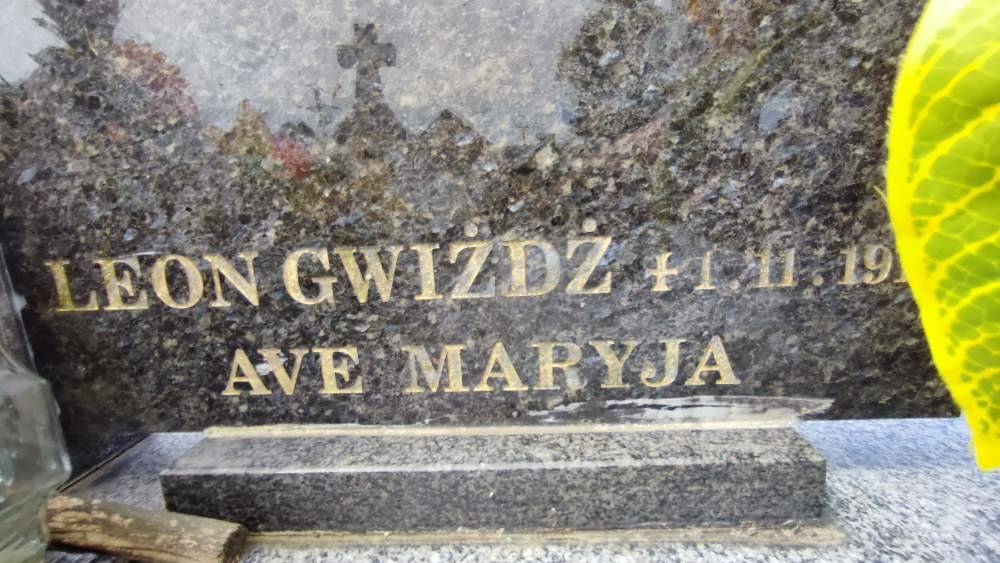 LEON GWIŻDŻ ✝ 1.11.19
AVE MARYJA